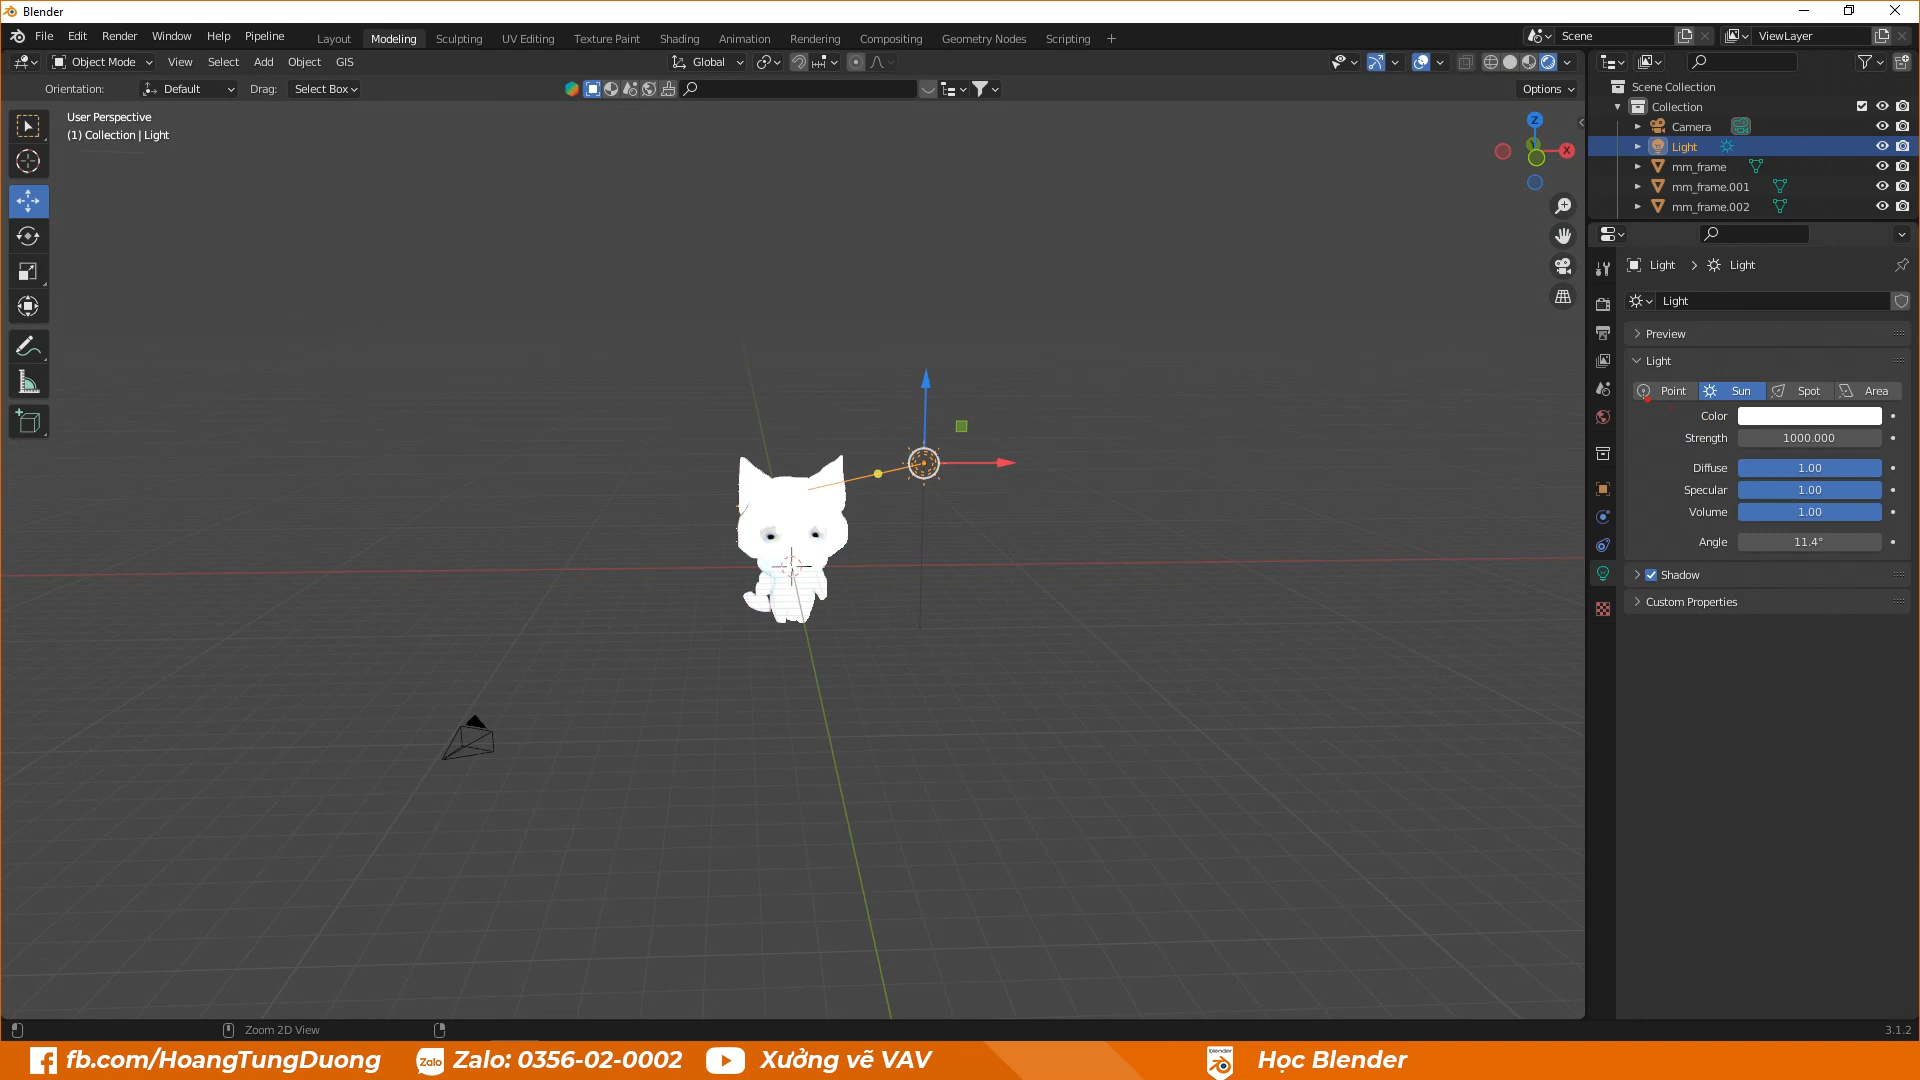 Blender
File Edit Render Window Help Pipeline Layout Modeling Sculpting UV Editing Texture Paint Shading Animation Rendering Compositing Geometry Nodes Scripting + Scene ViewLayer
Object Mode View Select Add Object GIS Global
Orientation: Default Drag: Select Box Options
User Perspective
(1) Collection | Light
Z
Y
X
Scene Collection
Collection
Camera
Light
mm_frame
mm_frame.001
mm_frame.002
Light > Light
Light
Preview
Light
Point Sun Spot Area
Color
Strength 1000.000
Diffuse 1.00
Specular 1.00
Volume 1.00
Angle 11.4°
Shadow
Custom Properties
Zoom 2D View
3.1.2
fb.com/HoangTungDuong Zalo Zalo: 0356-02-0002 Xưởng vẽ VAV blender Học Blender